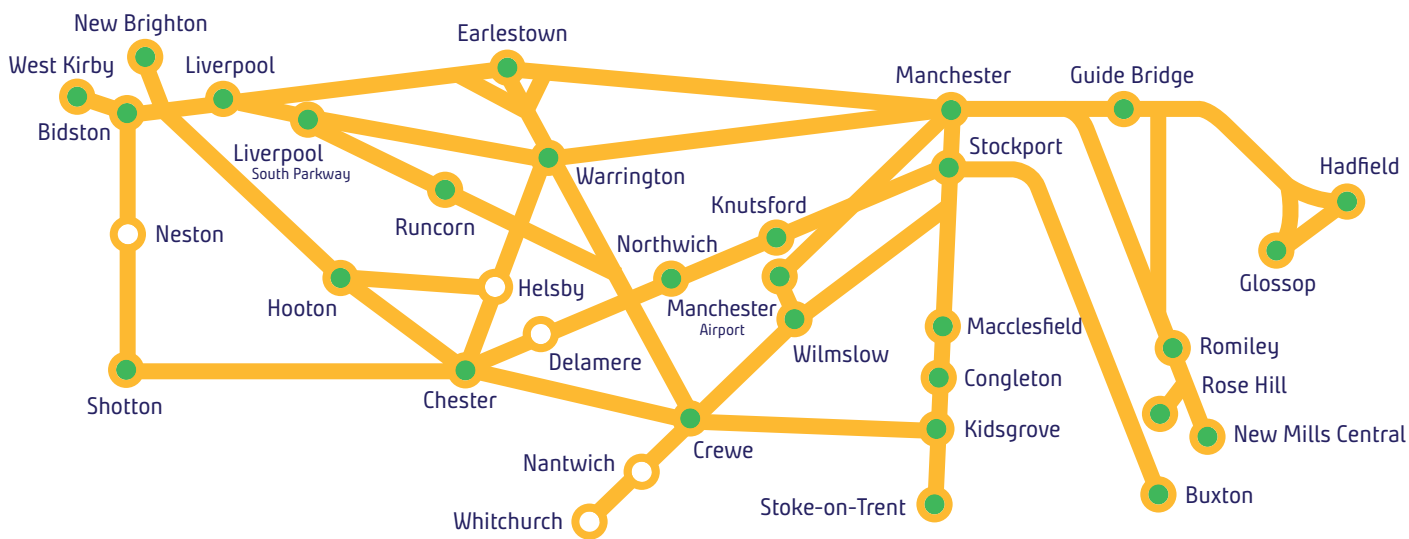 New Brighton
Earlestown
West Kirby
Liverpool
Manchester
Guide Bridge
Bidston
Liverpool
South Parkway
Stockport
Hadfield
Warrington
Knutsford
Runcorn
Neston
Northwich
Helsby
Glossop
Hooton
Manchester
Airport
Macclesfield
Delamere
Wilmslow
Romiley
Shotton
Chester
Congleton
Rose Hill
Kidsgrove
New Mills Central
Crewe
Nantwich
Buxton
Stoke-on-Trent
Whitchurch